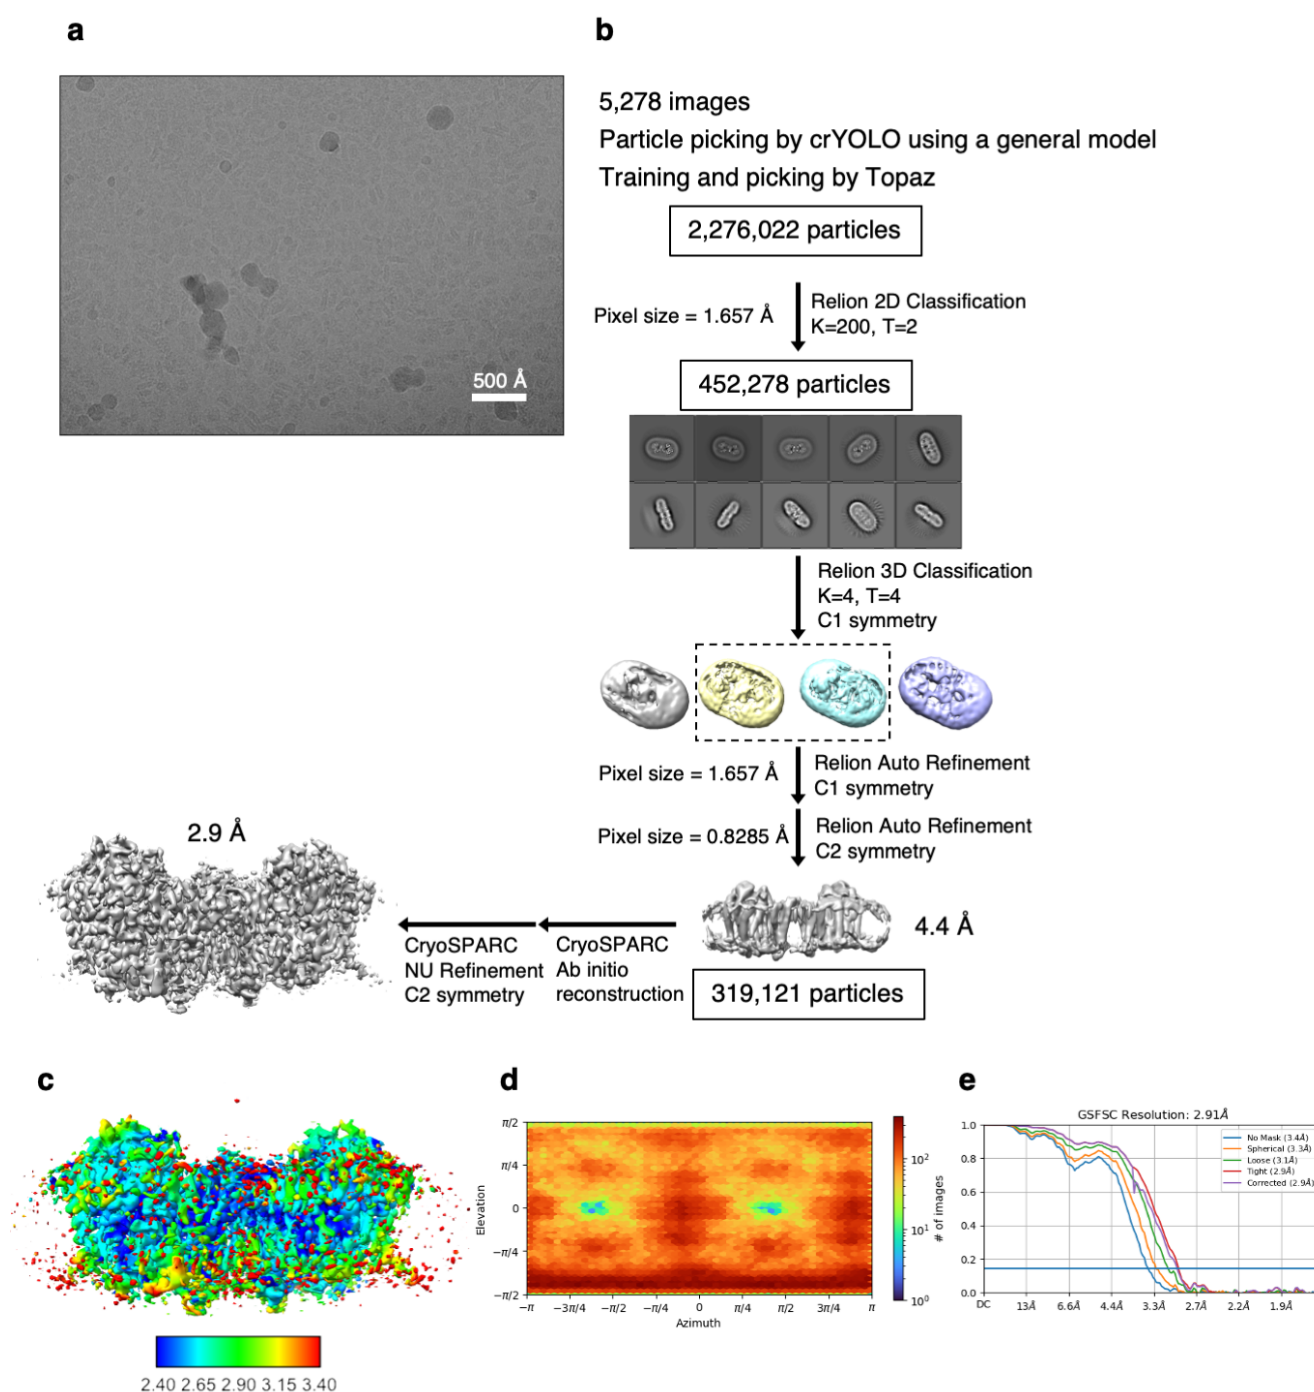 a
500 Å
b
5,278 images
Particle picking by crYOLO using a general model
Training and picking by Topaz
2,276,022 particles
Pixel size = 1.657 Å
Relion 2D Classification
K=200, T=2
452,278 particles
Relion 3D Classification
K=4, T=4
C1 symmetry
Pixel size = 1.657 Å
Relion Auto Refinement
C1 symmetry
Pixel size = 0.8285 Å
Relion Auto Refinement
C2 symmetry
4.4 Å
319,121 particles
CryoSPARC
Ab initio
reconstruction
CryoSPARC
NU Refinement
C2 symmetry
2.9 Å
c
2.40 2.65 2.90 3.15 3.40
d
π/2
π/4
0
−π/4
−π/2
Elevation
−π −3π/4 −π/2 −π/4 0 π/4 π/2 3π/4 π
Azimuth
10²
10¹
10⁰
# of images
e
GSFSC Resolution: 2.91Å
1.0
0.8
0.6
0.4
0.2
0.0
DC 13Å 6.6Å 4.4Å 3.3Å 2.7Å 2.2Å 1.9Å
No Mask (3.4Å)
Spherical (3.3Å)
Loose (3.1Å)
Tight (2.9Å)
Corrected (2.9Å)